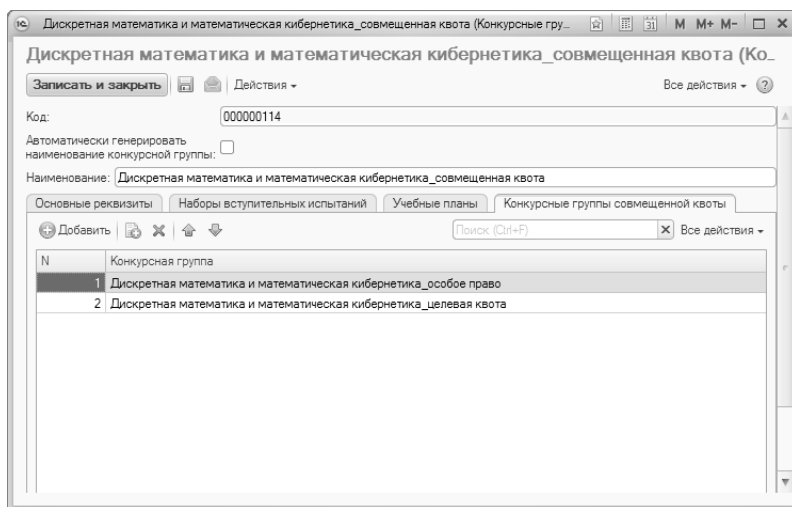 Дискретная математика и математическая кибернетика_совмещенная квота (Конкурсные гру... 31 M M+ M-
Дискретная математика и математическая кибернетика_совмещенная квота (Ко...
Записать и закрыть Действия Все действия ?
Код: 000000114
Автоматически генерировать
наименование конкурсной группы:
Наименование: Дискретная математика и математическая кибернетика_совмещенная квота
Основные реквизиты Наборы вступительных испытаний Учебные планы Конкурсные группы совмещенной квоты
Добавить Поиск (Ctrl+F) Все действия
N Конкурсная группа
1 Дискретная математика и математическая кибернетика_особое право
2 Дискретная математика и математическая кибернетика_целевая квота